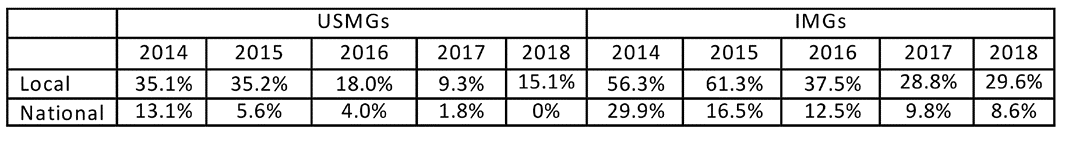 USMGs IMGs
2014 2015 2016 2017 2018 2014 2015 2016 2017 2018
Local 35.1% 35.2% 18.0% 9.3% 15.1% 56.3% 61.3% 37.5% 28.8% 29.6%
National 13.1% 5.6% 4.0% 1.8% 0% 29.9% 16.5% 12.5% 9.8% 8.6%